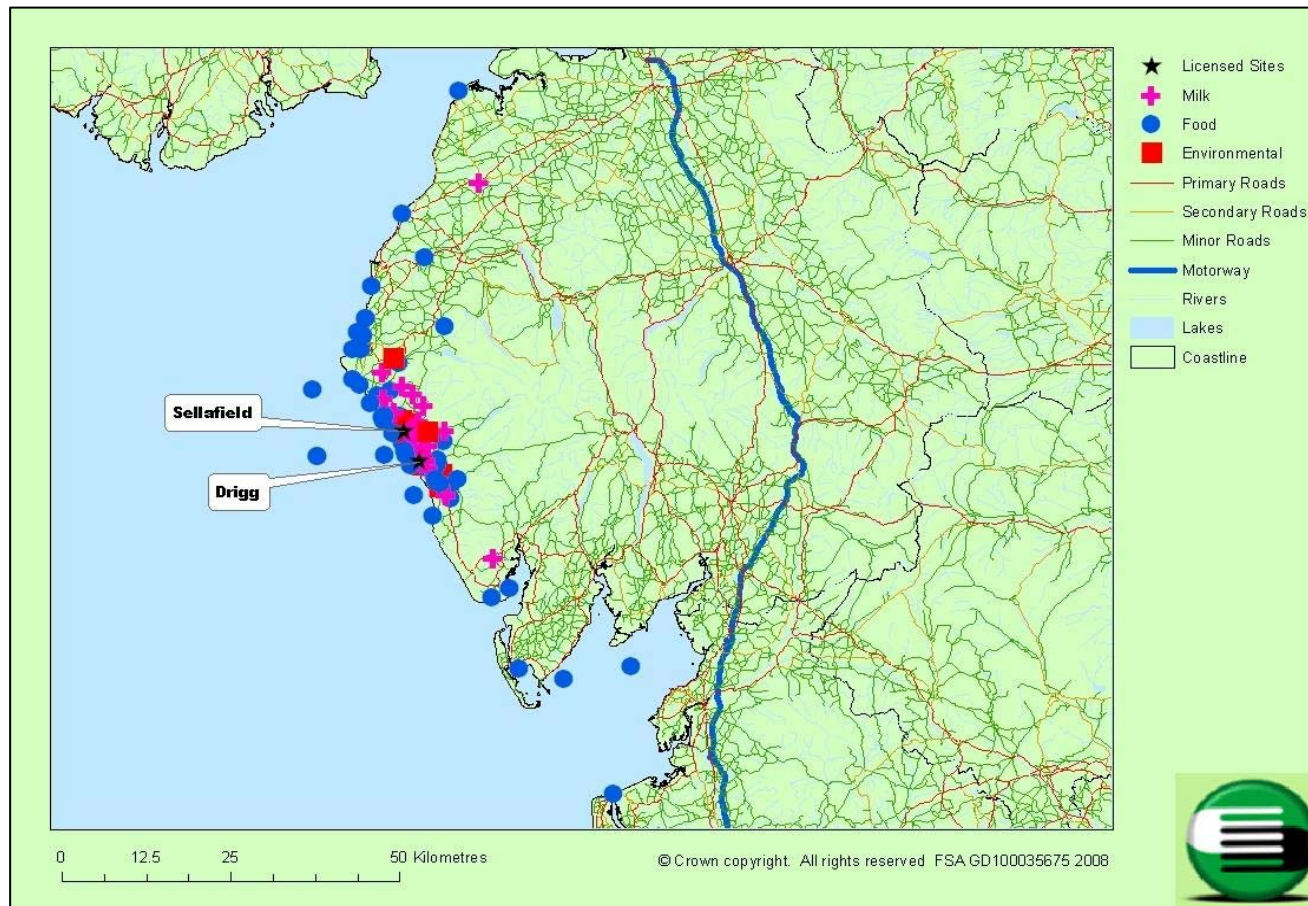 Licensed Sites
Milk
Food
Environmental
Primary Roads
Secondary Roads
Minor Roads
Motorway
Rivers
Lakes
Coastline
Sellafield
Drigg
0 12.5 25 50 Kilometres
© Crown copyright. All rights reserved FSA GD100035675 2008